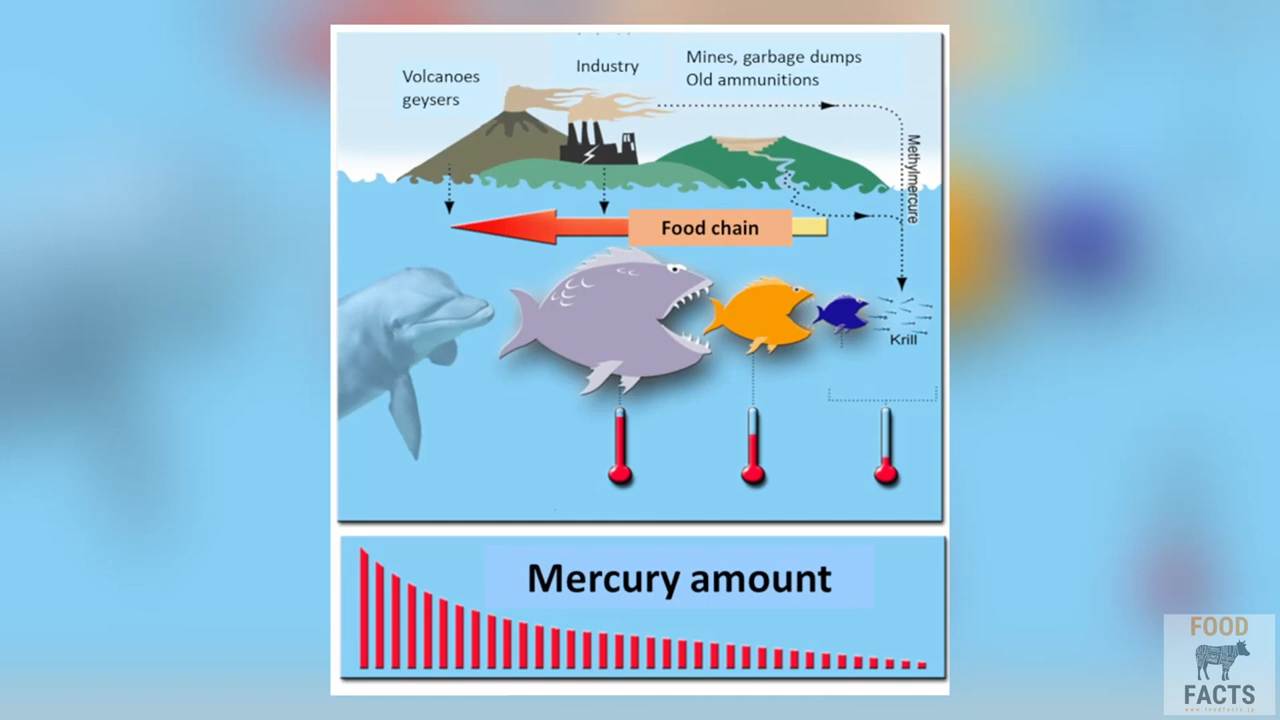 Volcanoes
geysers
Industry
Mines, garbage dumps
Old ammunitions
Methylmercure
Food chain
Krill
Mercury amount
FOOD
FACTS